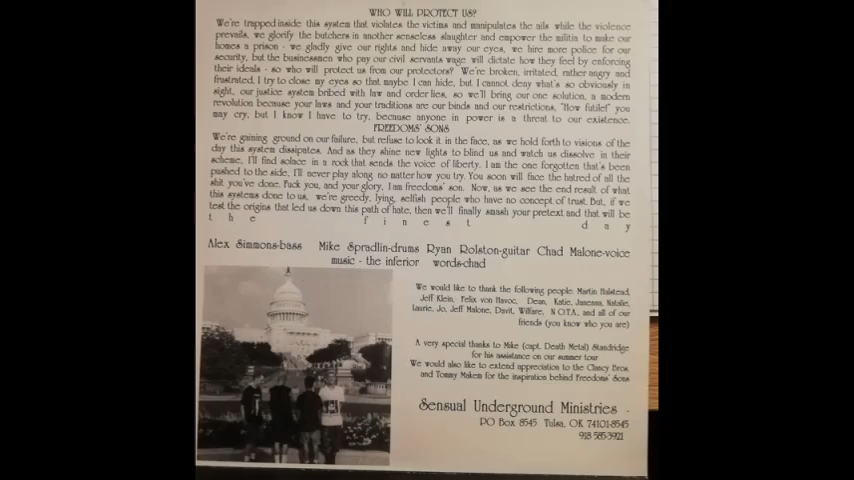 WHO WILL PROTECT US?
We're trapped inside this system that violates the victims and manipulates the ails while the violence
prevails, we glorify the butchers in another senseless slaughter and empower the militia to make our
homes a prison - we gladly give our rights and hide away our eyes, we hire more police for our
security, but the businessmen who pay our civil servants wage will dictate how they feel by enforcing
their ideals - so who will protect us from our protectors? We're broken, irritated, rather angry and
frustrated, I try to close my eyes so that maybe I can hide, but I cannot deny what's so obviously in
sight, our justice system bribed with law and order lies, so we'll bring our one solution, a modern
revolution because your laws and your traditions are our binds and our restrictions, "How futile!" you
may cry, but I know I have to try, because anyone in power is a threat to our existence.
FREEDOMS' SONS
We're gaining ground on our failure, but refuse to look it in the face, as we hold forth to visions of the
day this system dissipates. And as they shine new lights to blind us and watch us dissolve in their
scheme, I'll find solace in a rock that sends the voice of liberty. I am the one forgotten that's been
pushed to the side, I'll never play along no matter how you try. You soon will face the hatred of all the
shit you've done. Fuck you, and your glory, I am freedoms' son. Now, as we see the end result of what
this systems done to us, we're greedy, lying, selfish people who have no concept of trust. But, if we
test the origins that led us down this path of hate, then we'll finally smash your pretext and that will be
the finest day
Alex Simmons-bass Mike Spradlin-drums Ryan Rolston-guitar Chad Malone-voice
music - the inferior words-chad
We would like to thank the following people: Martin Halstead,
Jeff Klein, Felix von Havoc, Dean, Katie, Janessa, Natalie,
Laurie, Jo, Jeff Malone, Davit, Wilfare, N.O.T.A., and all of our
friends (you know who you are)
A very special thanks to Mike (capt. Death Metal) Standridge
for his assistance on our summer tour
We would also like to extend appreciation to the Clancy Bros.
and Tommy Makem for the inspiration behind Freedoms' Sons
Sensual Underground Ministries -
PO Box 8545 Tulsa, OK 74101-8545
918 585-3921